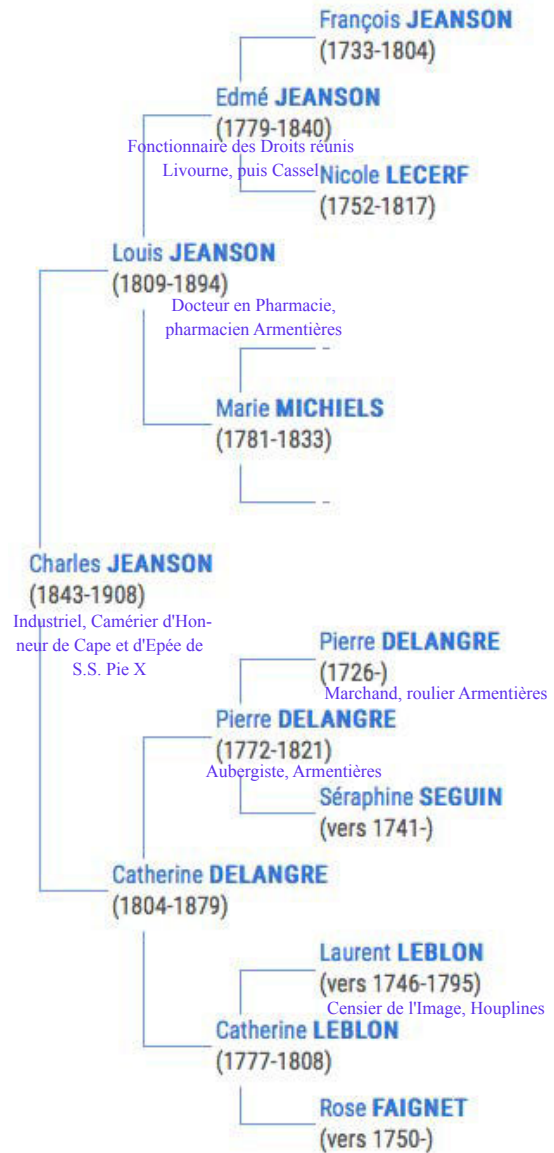 François JEANSON
(1733-1804)
Edmé JEANSON
(1779-1840)
Fonctionnaire des Droits réunis
Livourne, puis Cassel
Nicole LECERF
(1752-1817)
Louis JEANSON
(1809-1894)
Docteur en Pharmacie,
pharmacien Armentières
Marie MICHIELS
(1781-1833)
Charles JEANSON
(1843-1908)
Industriel, Camérier d'Hon-
neur de Cape et d'Epée de
S.S. Pie X
Pierre DELANGRE
(1726-)
Marchand, roulier Armentières
Pierre DELANGRE
(1772-1821)
Aubergiste, Armentières
Séraphine SEGUIN
(vers 1741-)
Catherine DELANGRE
(1804-1879)
Laurent LEBLON
(vers 1746-1795)
Censier de l'Image, Houplines
Catherine LEBLON
(1777-1808)
Rose FAIGNET
(vers 1750-)